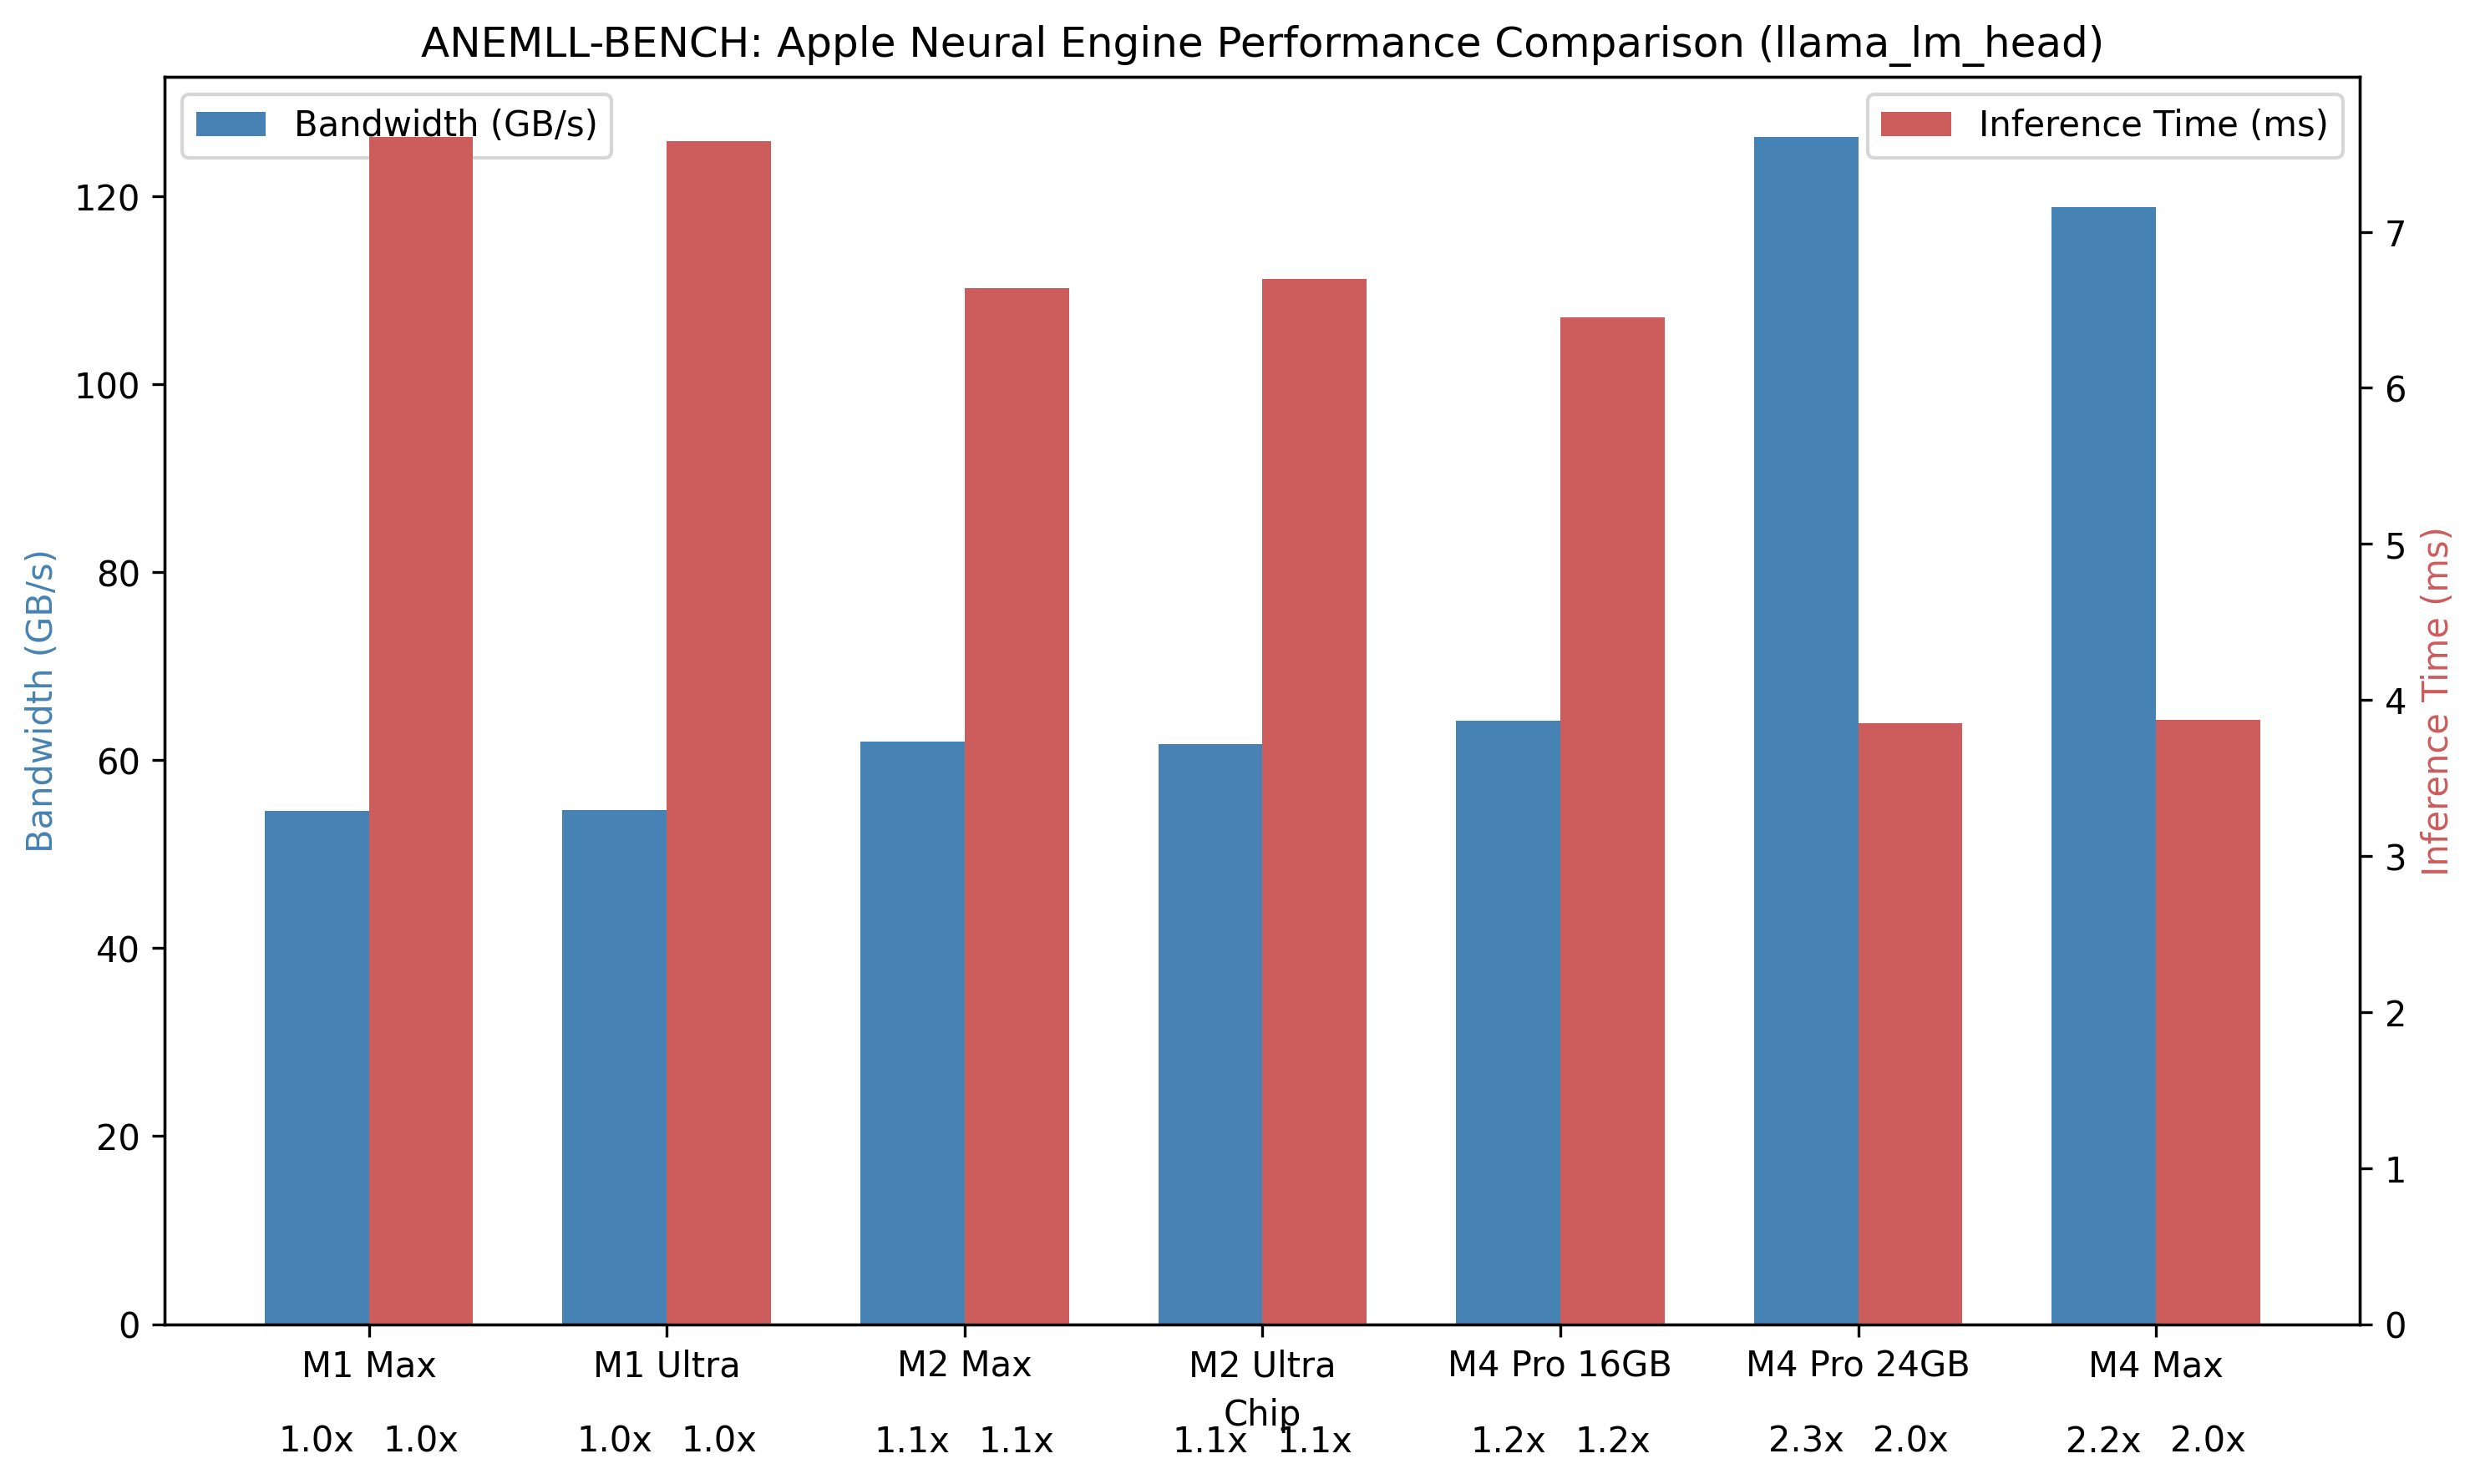 ANEMLL-BENCH: Apple Neural Engine Performance Comparison (llama_lm_head)
Bandwidth (GB/s)
Inference Time (ms)
120
100
80
60
40
20
0
Bandwidth (GB/s)
7
6
5
4
3
2
1
0
Inference Time (ms)
M1 Max M1 Ultra M2 Max M2 Ultra M4 Pro 16GB M4 Pro 24GB M4 Max
Chip
1.0x 1.0x 1.0x 1.0x 1.1x 1.1x 1.1x 1.1x 1.2x 1.2x 2.3x 2.0x 2.2x 2.0x